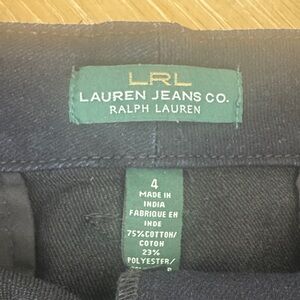 LRL
LAUREN JEANS CO.
RALPH LAUREN
4
MADE IN
INDIA
FABRIQUE EN
INDE
75%COTTON/
COTON
23%
POLYESTER/